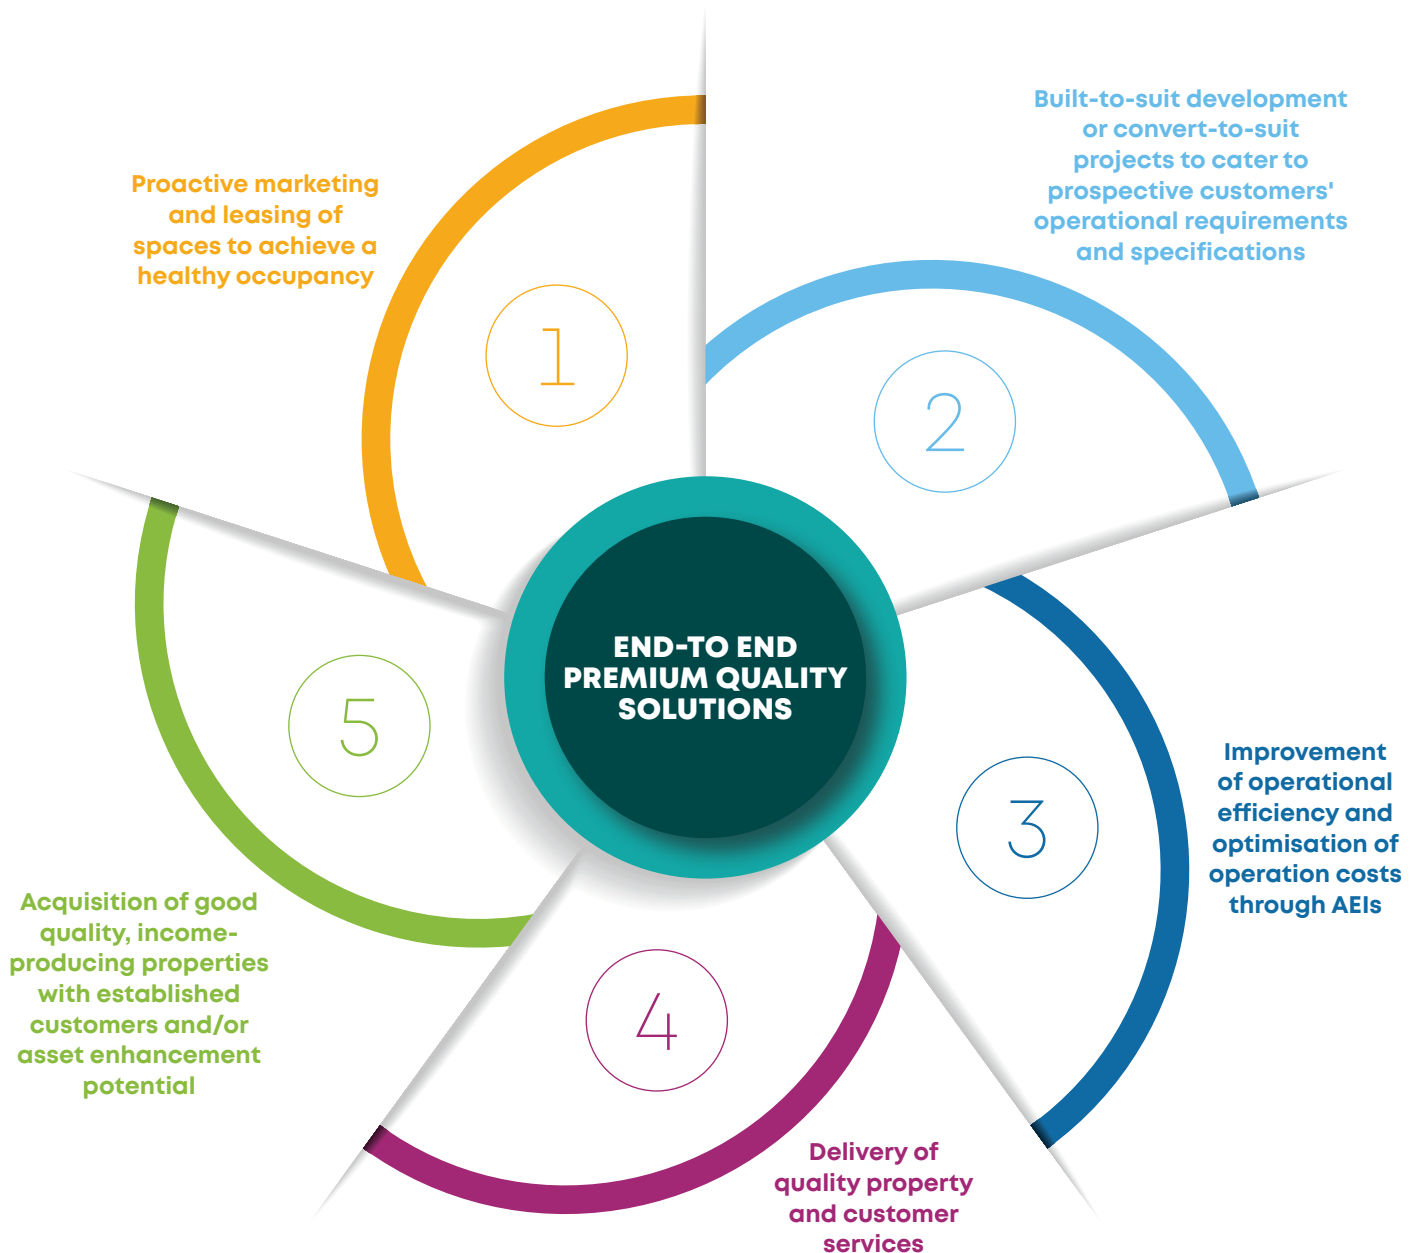 Proactive marketing
and leasing of
spaces to achieve a
healthy occupancy
1
Built-to-suit development
or convert-to-suit
projects to cater to
prospective customers'
operational requirements
and specifications
2
END-TO END
PREMIUM QUALITY
SOLUTIONS
3
Improvement
of operational
efficiency and
optimisation of
operation costs
through AEIs
4
Delivery of
quality property
and customer
services
5
Acquisition of good
quality, income-
producing properties
with established
customers and/or
asset enhancement
potential